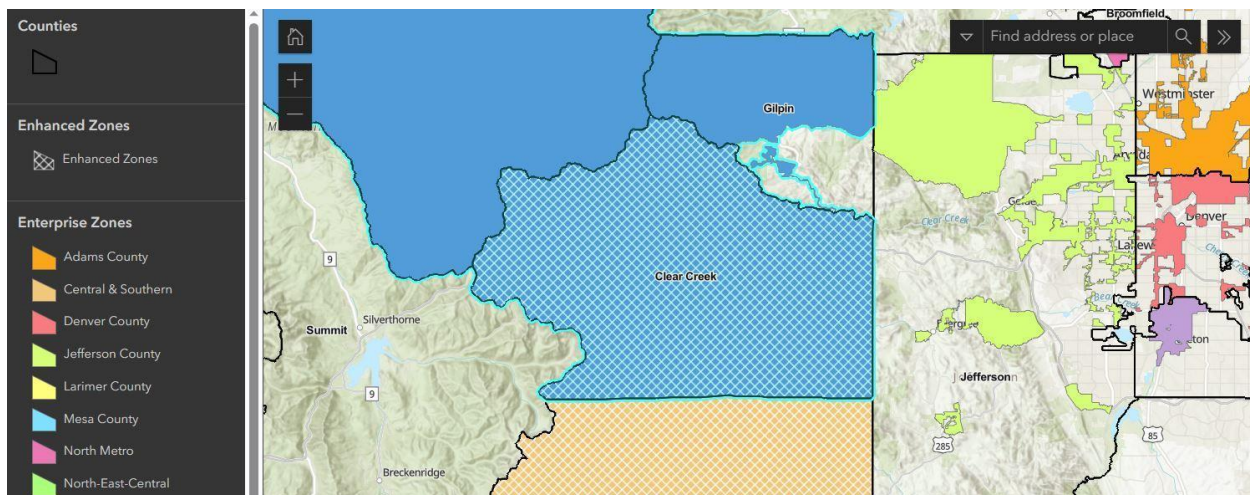 Counties
Enhanced Zones
Enhanced Zones
Enterprise Zones
Adams County
Central & Southern
Denver County
Jefferson County
Larimer County
Mesa County
North Metro
North-East-Central
Find address or place
Broomfield
Westminster
Gilpin
Clear Creek
Denver
Clear Creek
9
Summit
Silverthorne
9
Jefferson
285
85
Breckenridge